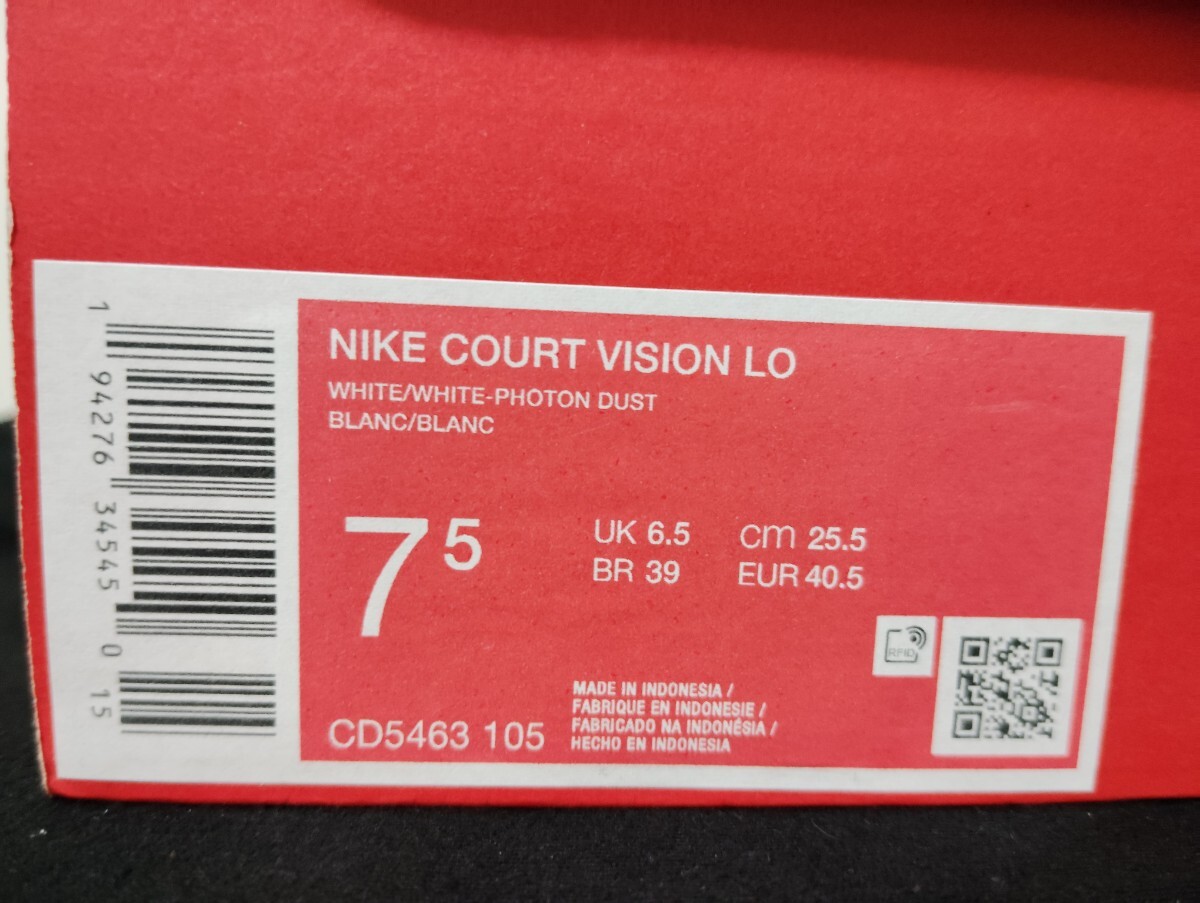 NIKE COURT VISION LO
WHITE/WHITE-PHOTON DUST
BLANC/BLANC
7 5
UK 6.5 cm 25.5
BR 39 EUR 40.5
RFID
MADE IN INDONESIA /
FABRIQUE EN INDONESIE /
FABRICADO NA INDONÉSIA /
HECHO EN INDONESIA
CD5463 105
1 94276 34545 0 15